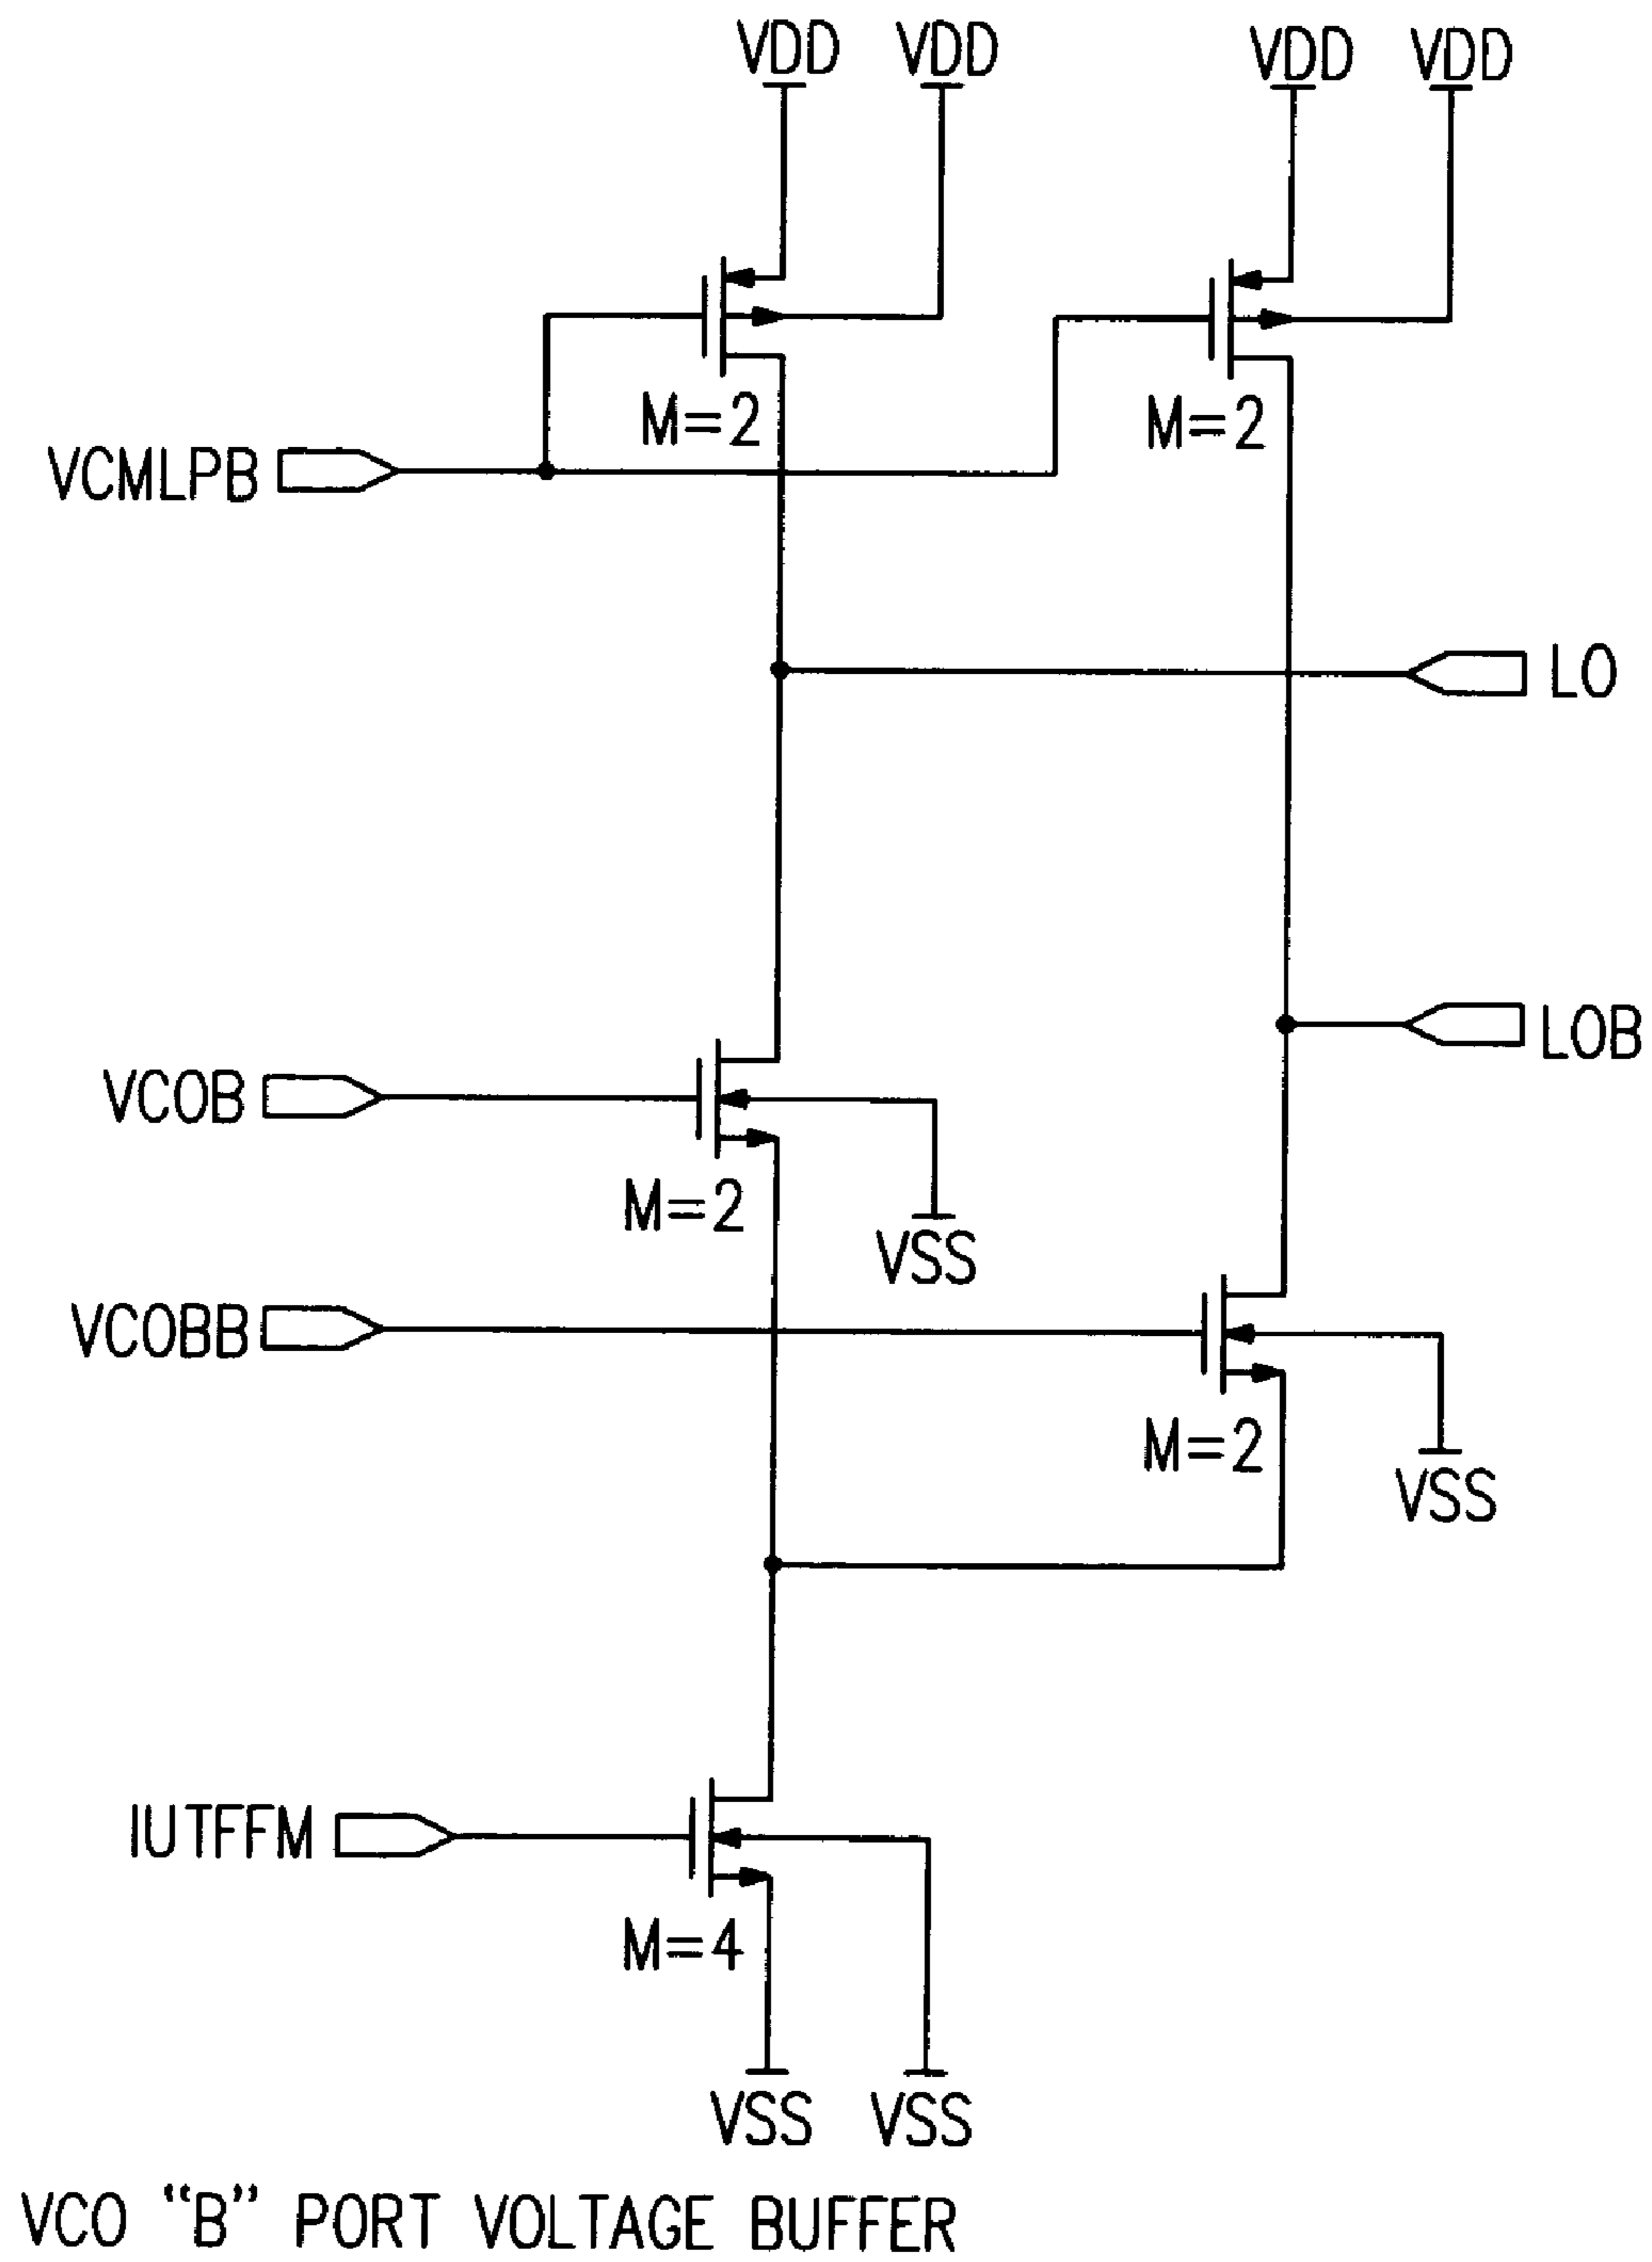 VDD VDD VDD VDD
M=2 M=2
VCMLPB
LO
LOB
VCOB
M=2
VSS
VCOBB
M=2
VSS
IUTFFM
M=4
VSS VSS
VCO "B" PORT VOLTAGE BUFFER